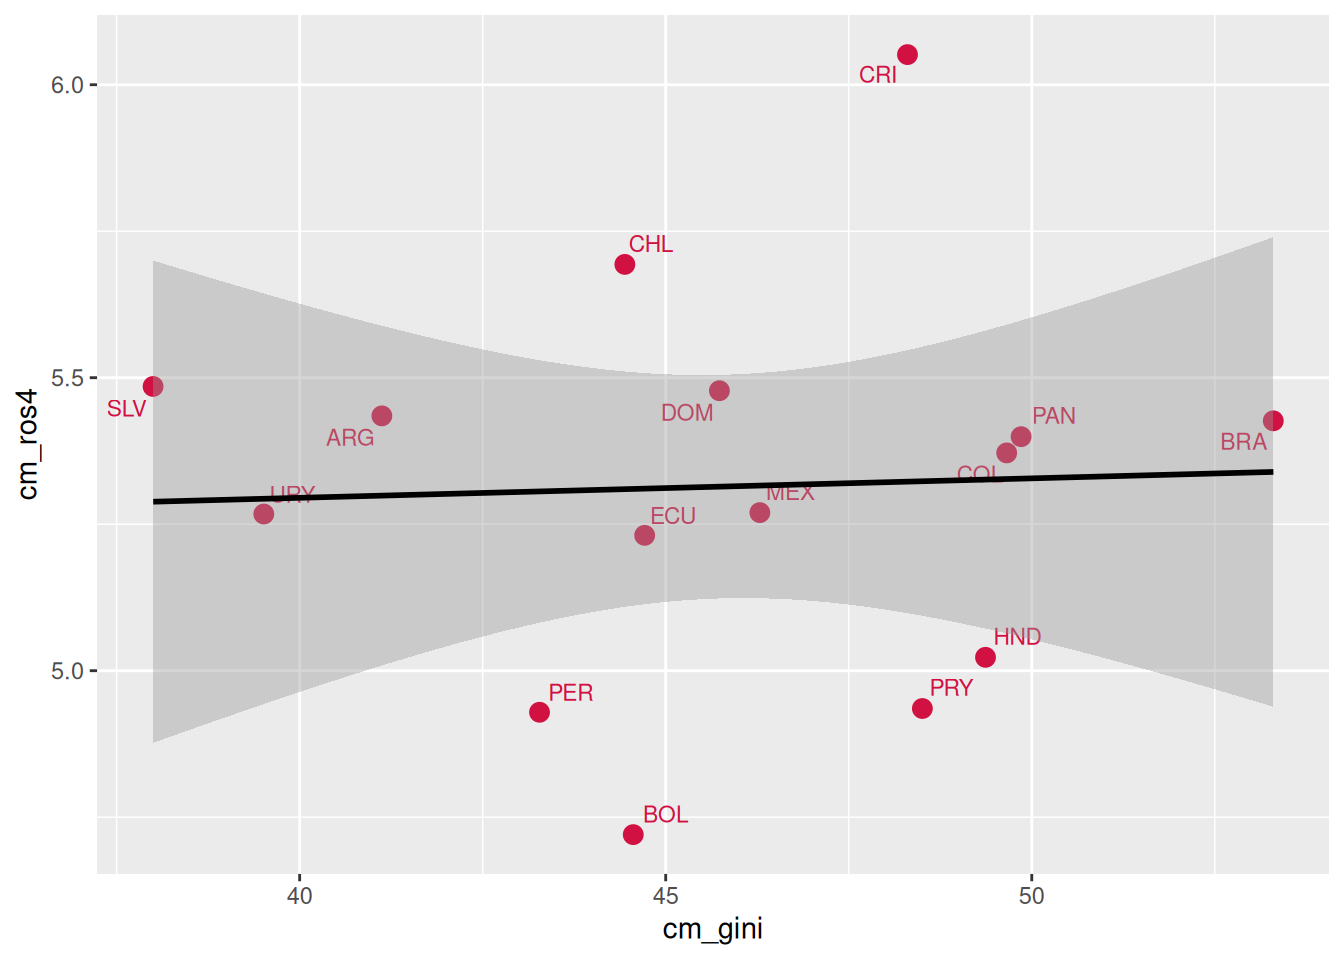 6.0
5.5
5.0
cm_ros4
CRI
CHL
SLV
ARG
DOM
PAN
BRA
COL
URY
MEX
ECU
HND
PRY
PER
BOL
40
45
50
cm_gini